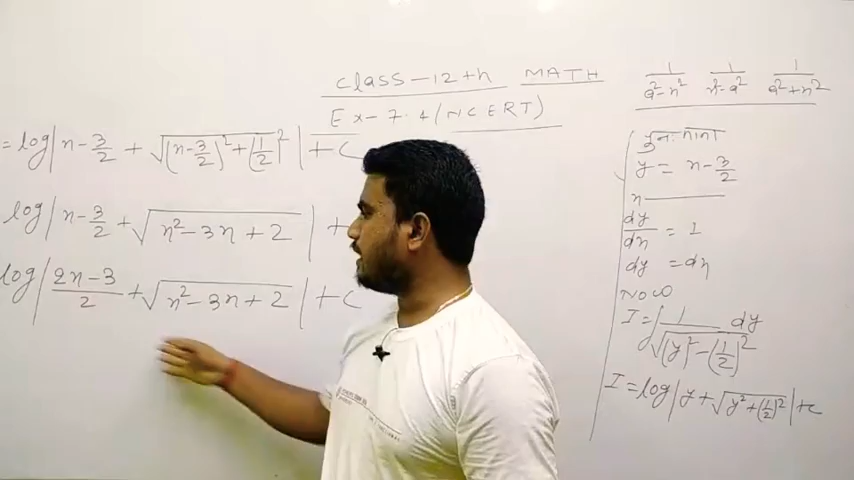 Class-12th MATH
Ex-7.4(NCERT)
= log|x-3/2 + √(x-3/2)²+(1/2)²| + C
log|x-3/2 + √x²-3x+2| +
log|2x-3/2 + √x²-3x+2| + C
1/a²-x² 1/x²-a² 1/a²+x²
पुनः माना
y = x-3/2
dy/dx = 1
dy = dx
Now
I = ∫1/√(y)²-(1/2)² dy
I = log|y+√y²+(1/2)²|+c